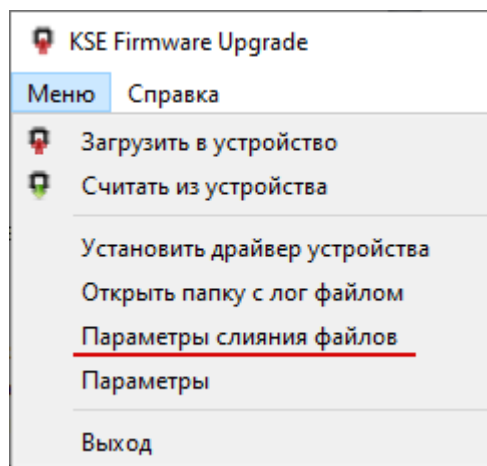 KSE Firmware Upgrade
Меню Справка
Загрузить в устройство
Считать из устройства
Установить драйвер устройства
Открыть папку с лог файлом
Параметры слияния файлов
Параметры
Выход